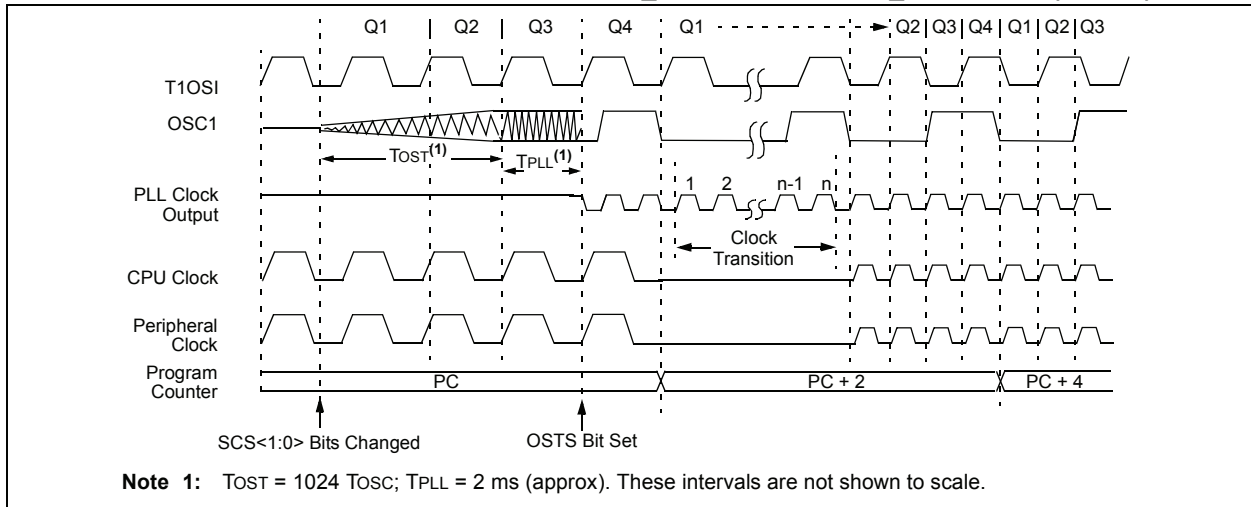 Q1 Q2 Q3 Q4 Q1 Q2 Q3 Q4 Q1 Q2 Q3
T1OSI
OSC1
TOST(1) TPLL(1)
1 2 n-1 n
PLL Clock
Output
Clock
Transition
CPU Clock
Peripheral
Clock
Program
Counter
PC PC + 2 PC + 4
SCS<1:0> Bits Changed OSTS Bit Set
Note 1: TOST = 1024 TOSC; TPLL = 2 ms (approx). These intervals are not shown to scale.